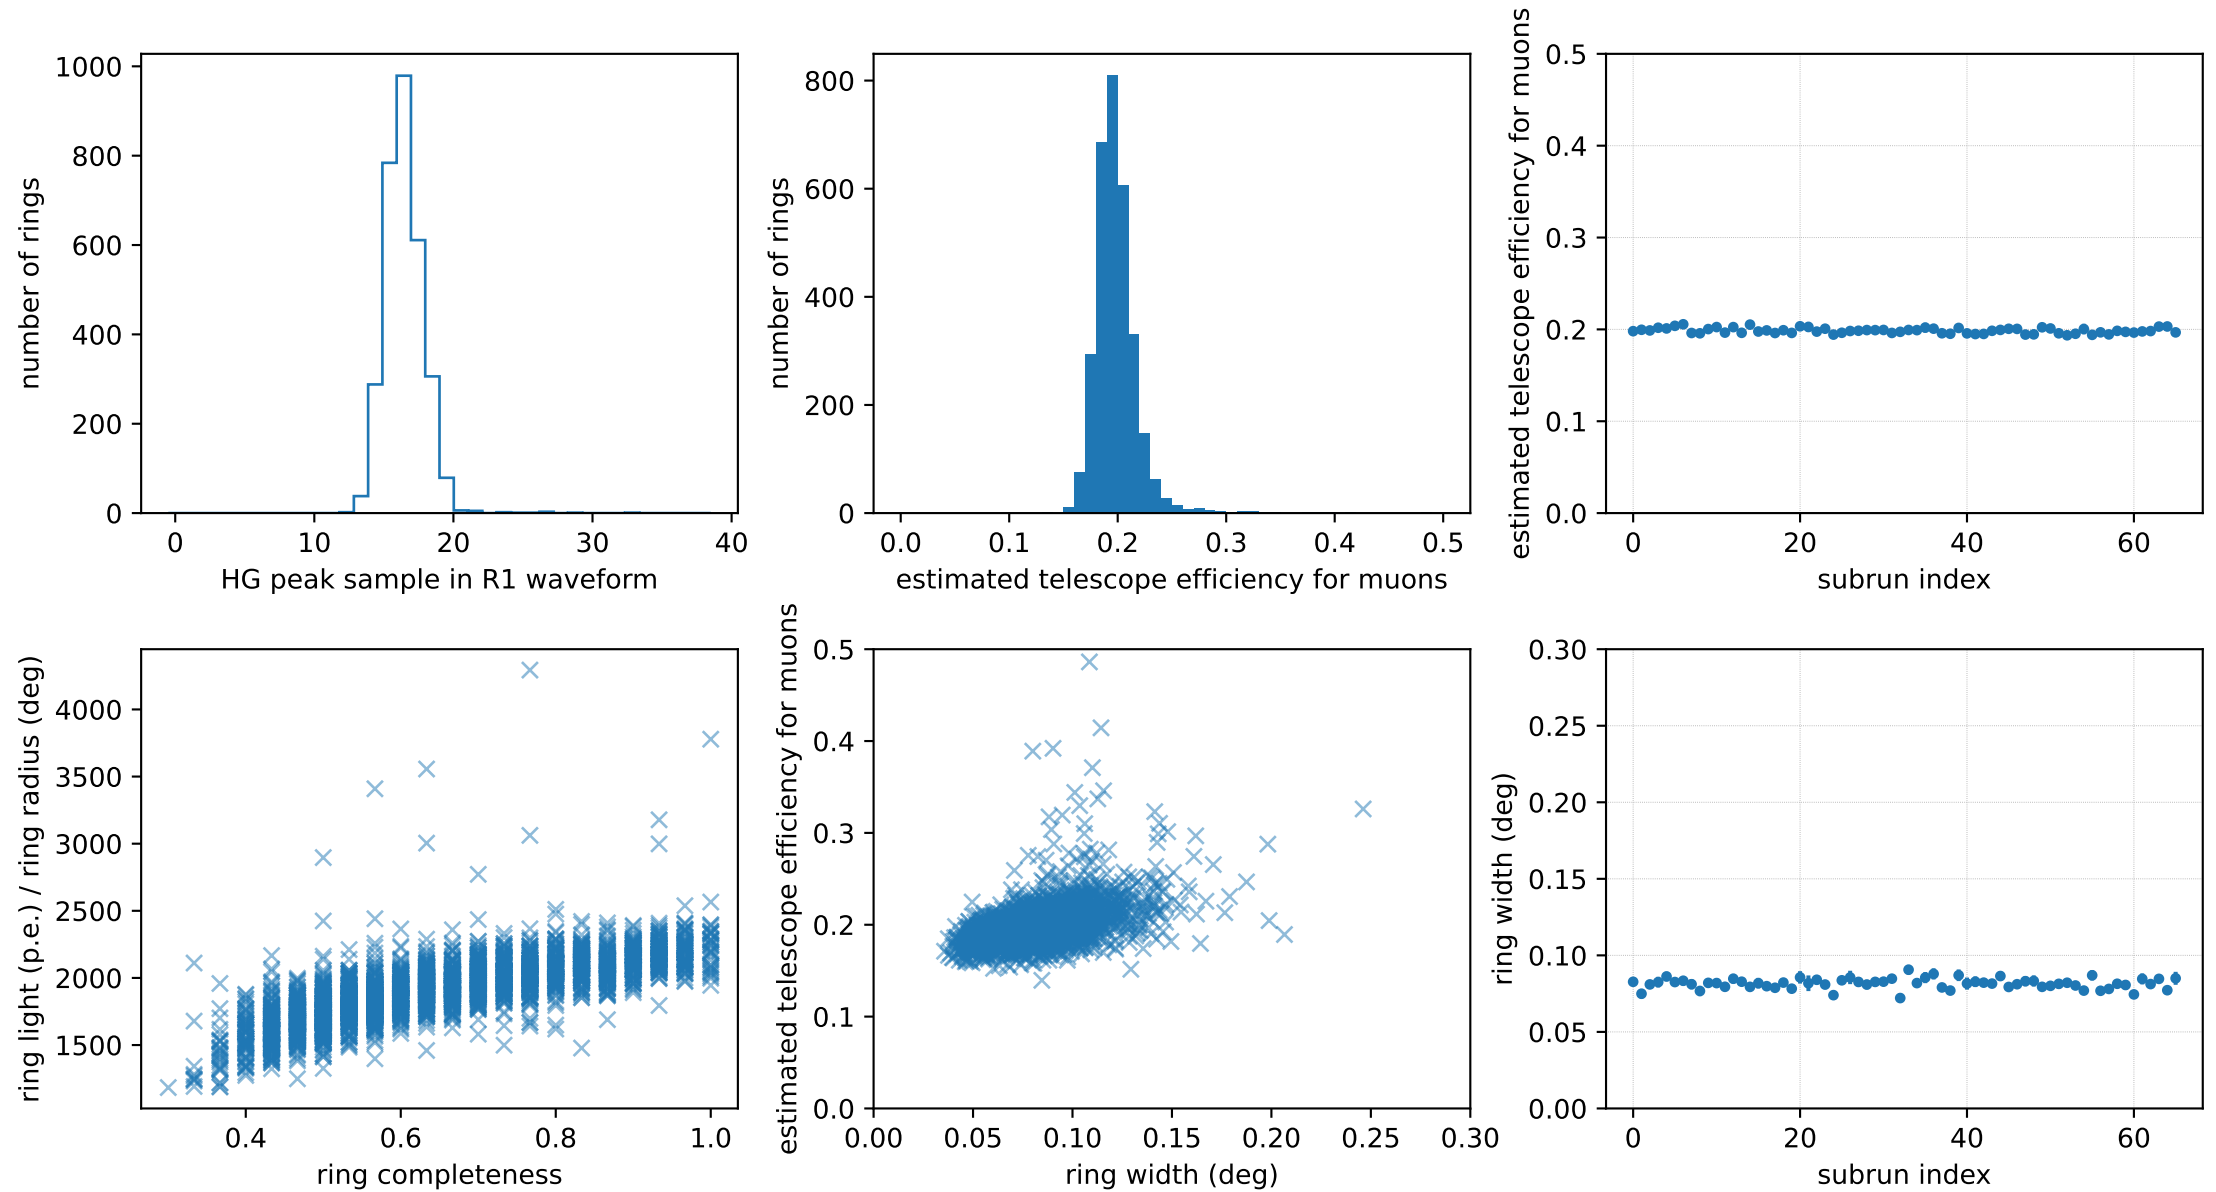 1000
800
600
400
200
0
number of rings
0 10 20 30 40
HG peak sample in R1 waveform
800
600
400
200
0
number of rings
0.0 0.1 0.2 0.3 0.4 0.5
estimated telescope efficiency for muons
0.5
0.4
0.3
0.2
0.1
0.0
estimated telescope efficiency for muons
0 20 40 60
subrun index
4000
3500
3000
2500
2000
1500
ring light (p.e.) / ring radius (deg)
0.4 0.6 0.8 1.0
ring completeness
0.5
0.4
0.3
0.2
0.1
0.0
estimated telescope efficiency for muons
0.00 0.05 0.10 0.15 0.20 0.25 0.30
ring width (deg)
0.30
0.25
0.20
0.15
0.10
0.05
0.00
ring width (deg)
0 20 40 60
subrun index